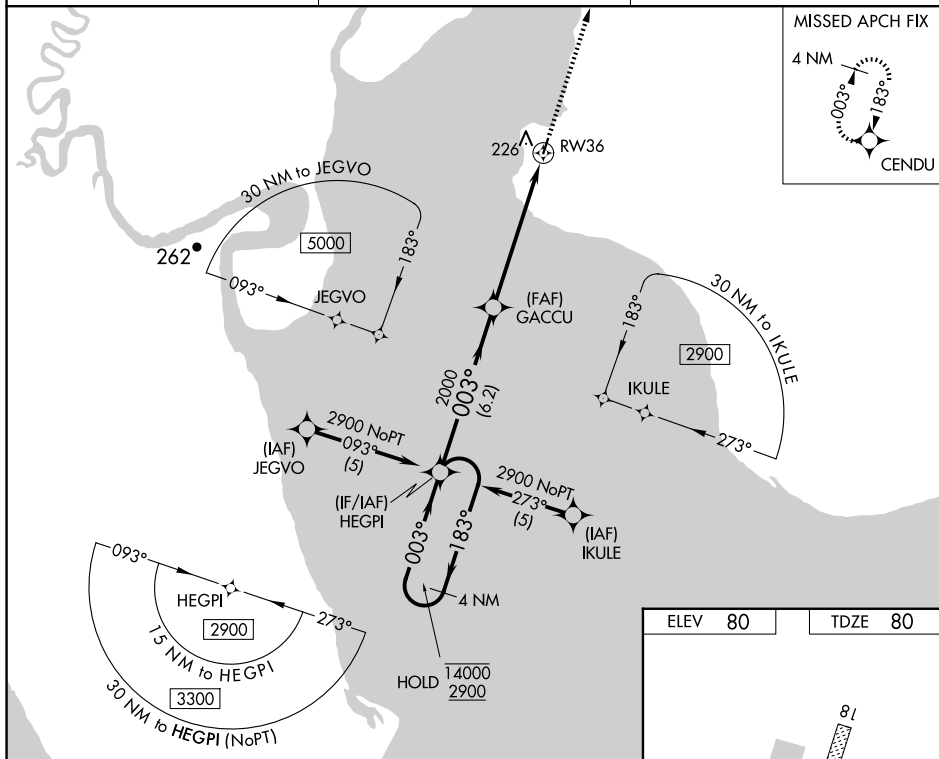 MISSED APCH FIX
4 NM
003°
183°
CENDU
226
RW36
30 NM to JEGVO
5000
183°
262
093°
JEGVO
(FAF)
GACCU
30 NM to IKULE
183°
2900
IKULE
273°
2000
003°
(6.2)
2900 NoPT
093°
(5)
(IAF)
JEGVO
(IF/IAF)
HEGPI
2900 NoPT
273°
(5)
(IAF)
IKULE
003°
183°
4 NM
HOLD
14000
2900
093°
HEGPI
273°
2900
15 NM to HEGPI
3300
30 NM to HEGPI (NoPT)
ELEV 80
TDZE 80
18